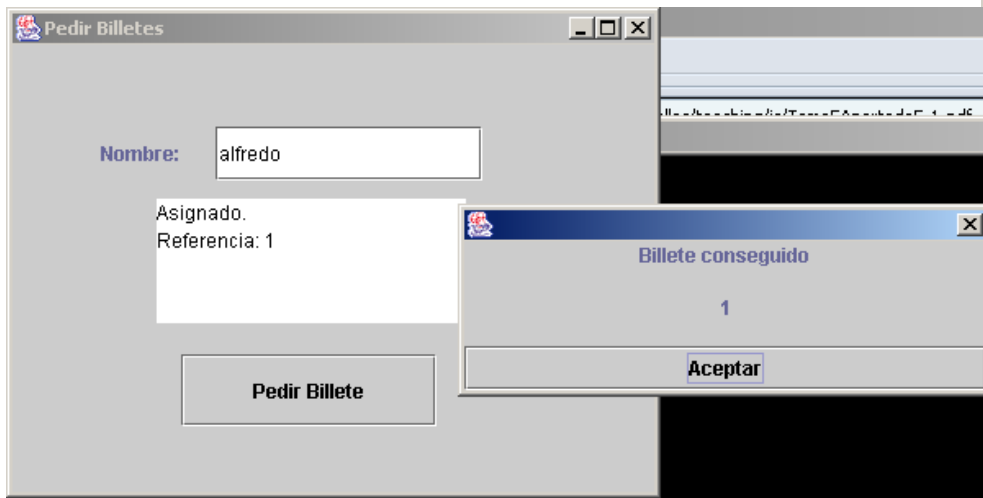 Pedir Billetes
Nombre:
alfredo
Asignado.
Referencia: 1
Pedir Billete
Billete conseguido
1
Aceptar